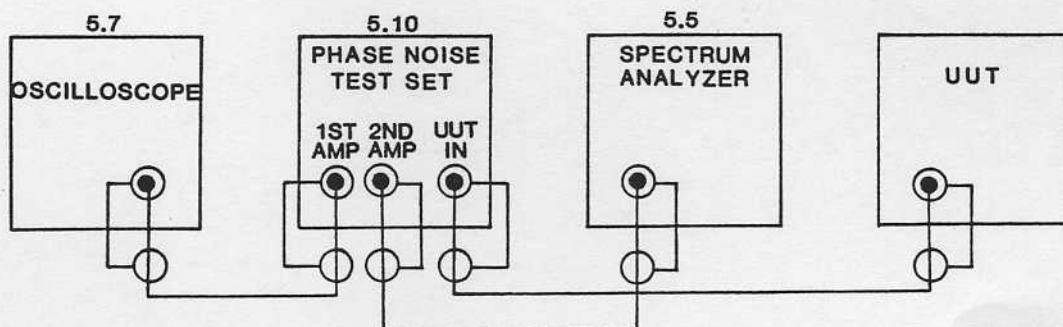 5.7
OSCILLOSCOPE
5.10
PHASE NOISE
TEST SET
1ST 2ND UUT
AMP AMP IN
5.5
SPECTRUM
ANALYZER
UUT